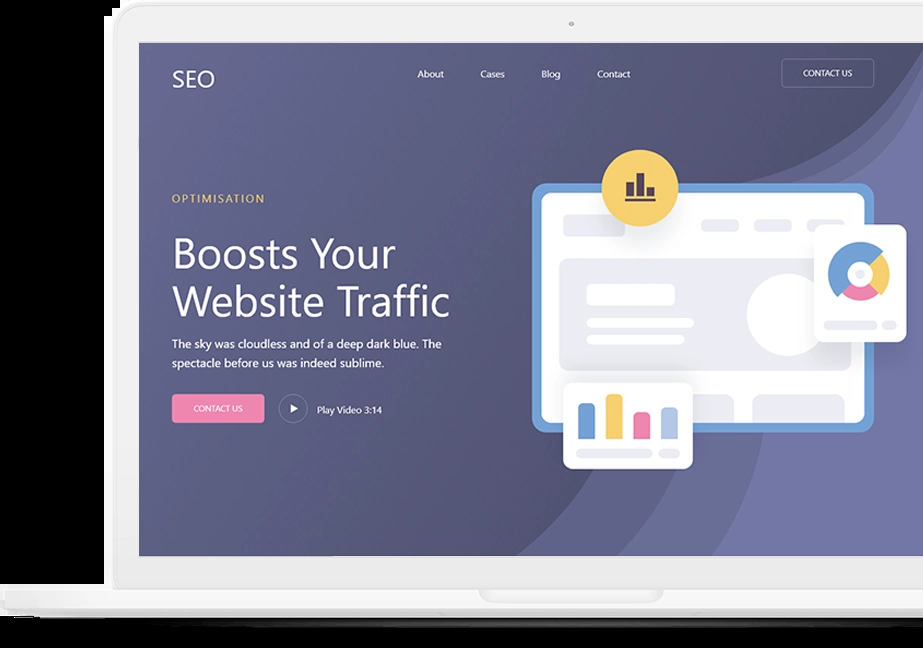 SEO
About Cases Blog Contact CONTACT US
OPTIMISATION
Boosts Your
Website Traffic
The sky was cloudless and of a deep dark blue. The
spectacle before us was indeed sublime.
CONTACT US Play Video 3:14